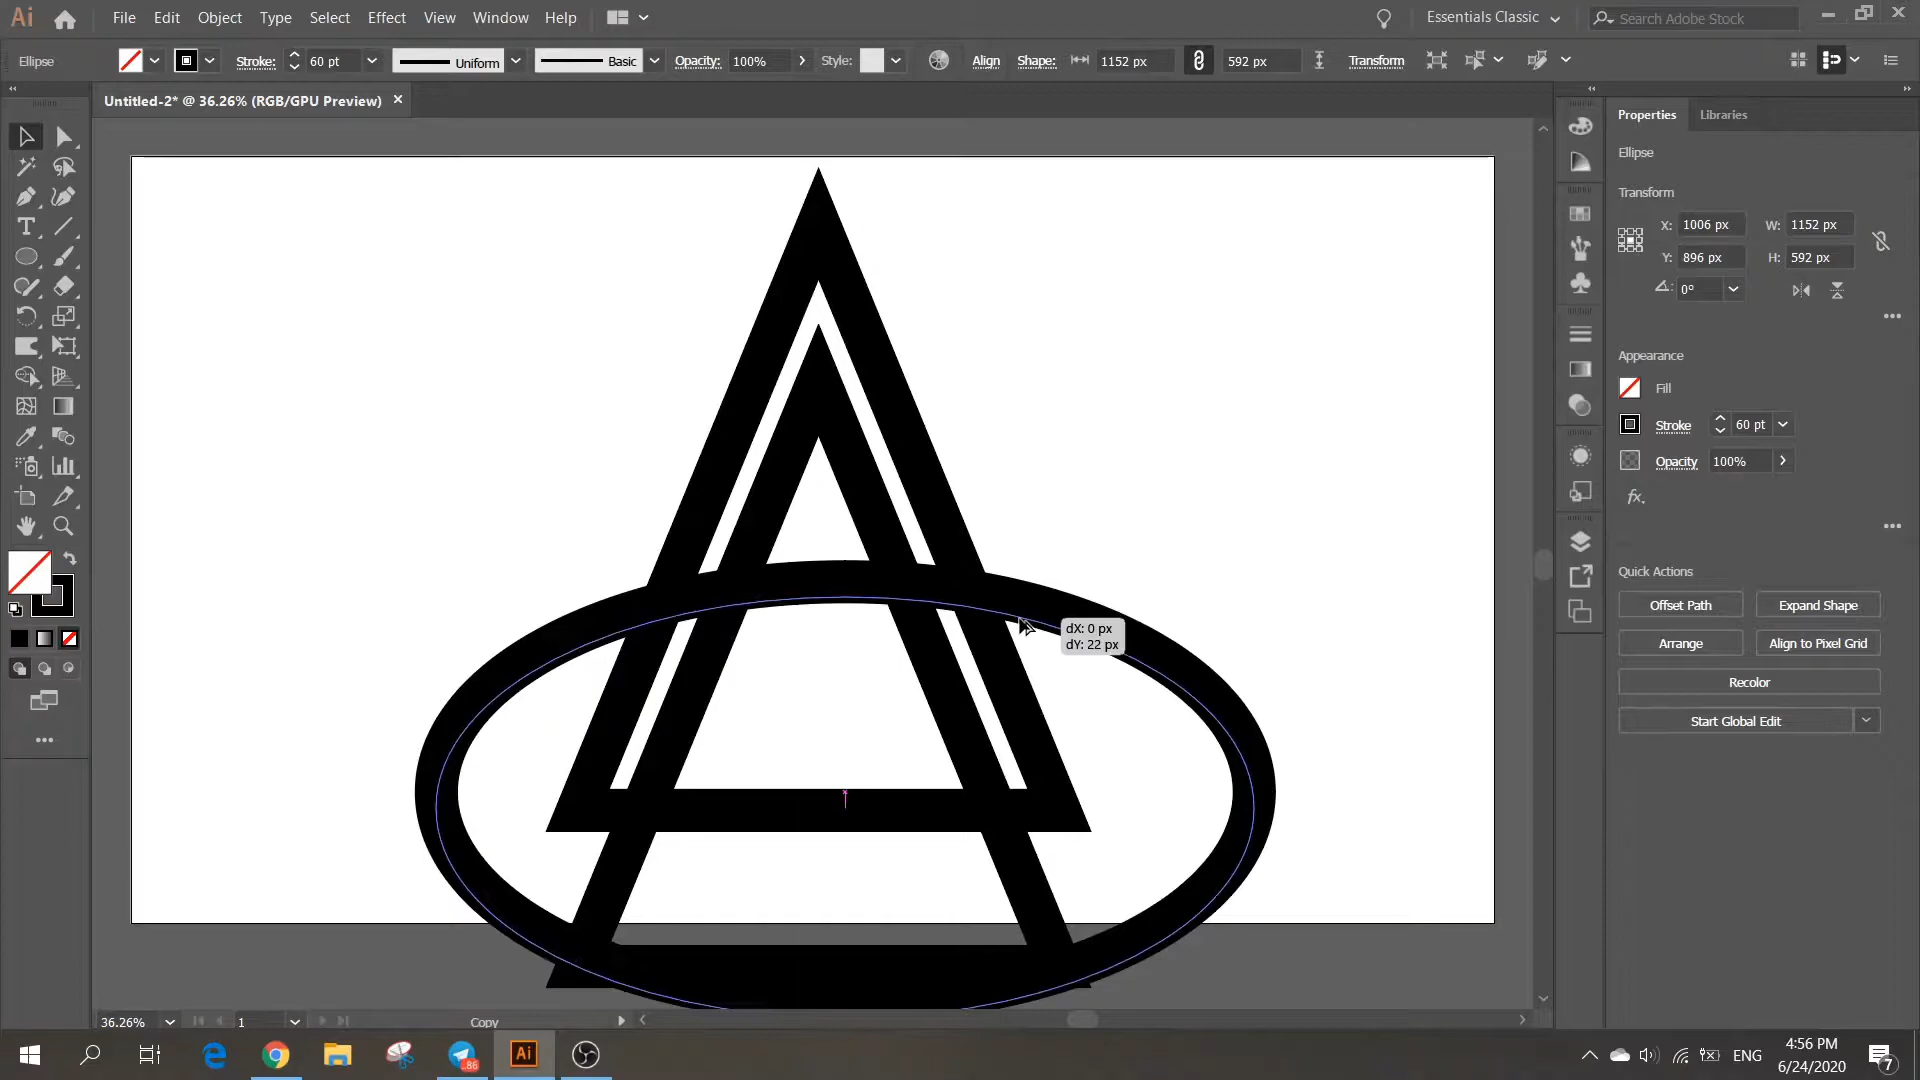 Ai File Edit Object Type Select Effect View Window Help Essentials Classic Search Adobe Stock
Ellipse Stroke: 60 pt Uniform Basic Opacity: 100% Style: Align Shape: 1152 px 592 px Transform
Untitled-2* @ 36.26% (RGB/GPU Preview)
Properties Libraries
Ellipse
Transform
X: 1006 px W: 1152 px
Y: 896 px H: 592 px
0°
Appearance
Fill
Stroke 60 pt
Opacity 100%
fx.
Quick Actions
Offset Path Expand Shape
Arrange Align to Pixel Grid
Recolor
Start Global Edit
dX: 0 px
dY: 22 px
36.26% 1 Copy
86 Ai ENG 4:56 PM
6/24/2020
7